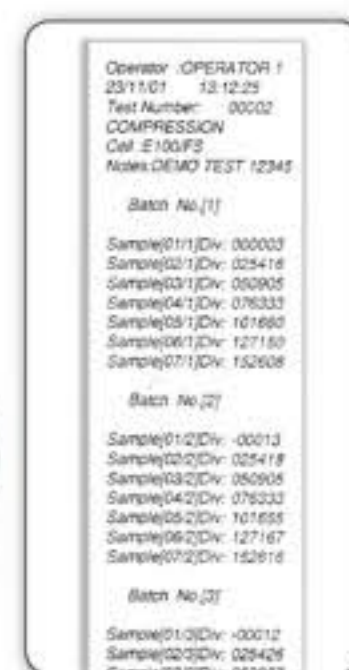 Operator :OPERATOR 1
23/11/01 13:12:25
Test Number: 00002
COMPRESSION
Cell :E100/FS
Notes:DEMO TEST 12345
Batch No.[1]
Sample[01/1]Div: 000003
Sample[02/1]Div: 025416
Sample[03/1]Div: 050905
Sample[04/1]Div: 076333
Sample[05/1]Div: 101660
Sample[06/1]Div: 127150
Sample[07/1]Div: 152608
Batch No.[2]
Sample[01/2]Div: -00013
Sample[02/2]Div: 025418
Sample[03/2]Div: 050905
Sample[04/2]Div: 076333
Sample[05/2]Div: 101655
Sample[06/2]Div: 127167
Sample[07/2]Div: 152616
Batch No.[3]
Sample[01/3]Div: -00012
Sample[02/3]Div: 025426